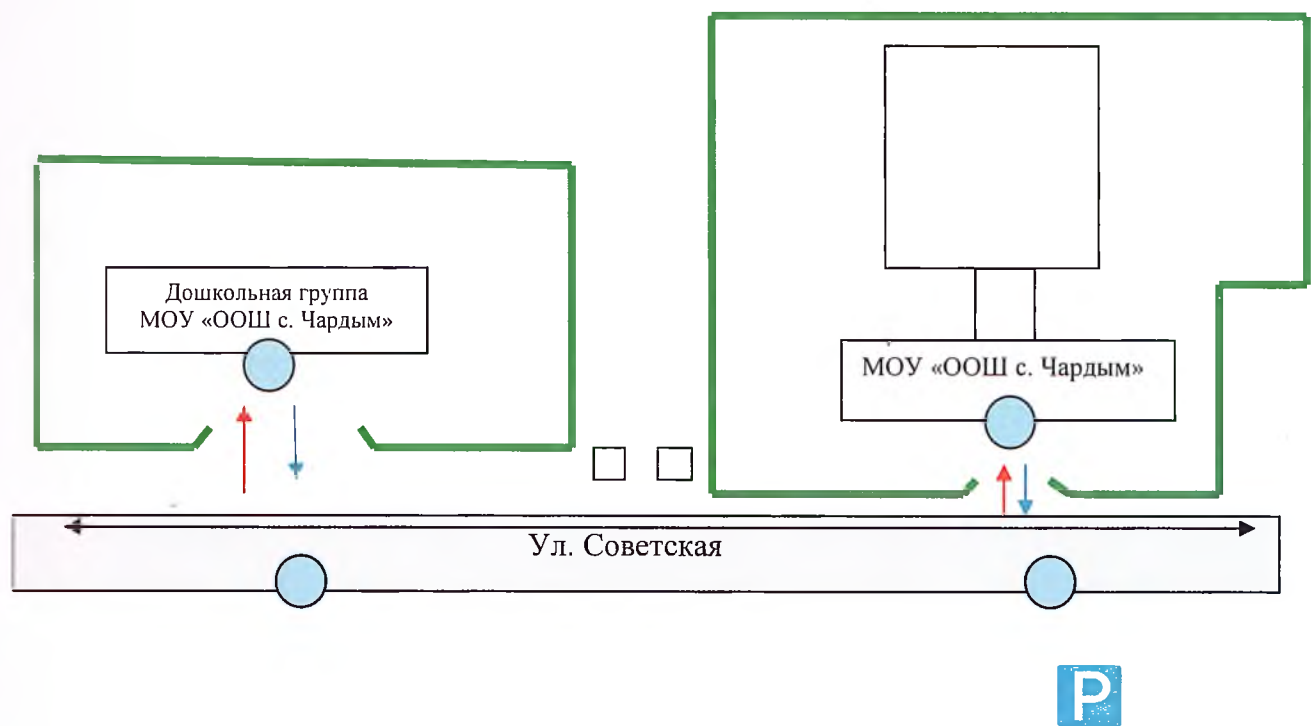 Дошкольная группа
МОУ «ООШ с. Чардым»
МОУ «ООШ с. Чардым»
Ул. Советская
P